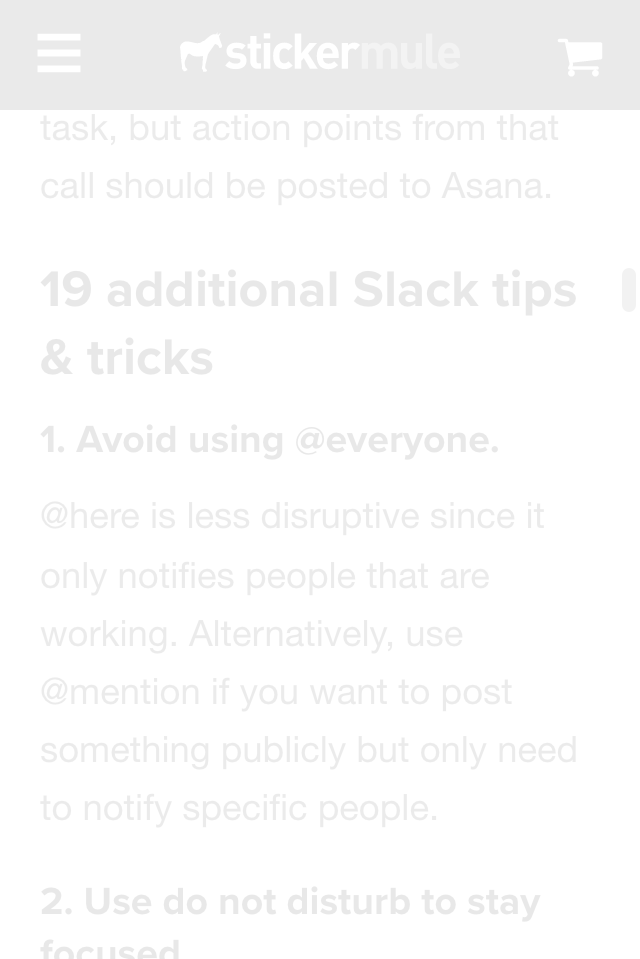 stickermule
task, but action points from that
call should be posted to Asana.
19 additional Slack tips
& tricks
1. Avoid using @everyone.
@here is less disruptive since it
only notifies people that are
working. Alternatively, use
@mention if you want to post
something publicly but only need
to notify specific people.
2. Use do not disturb to stay
focused